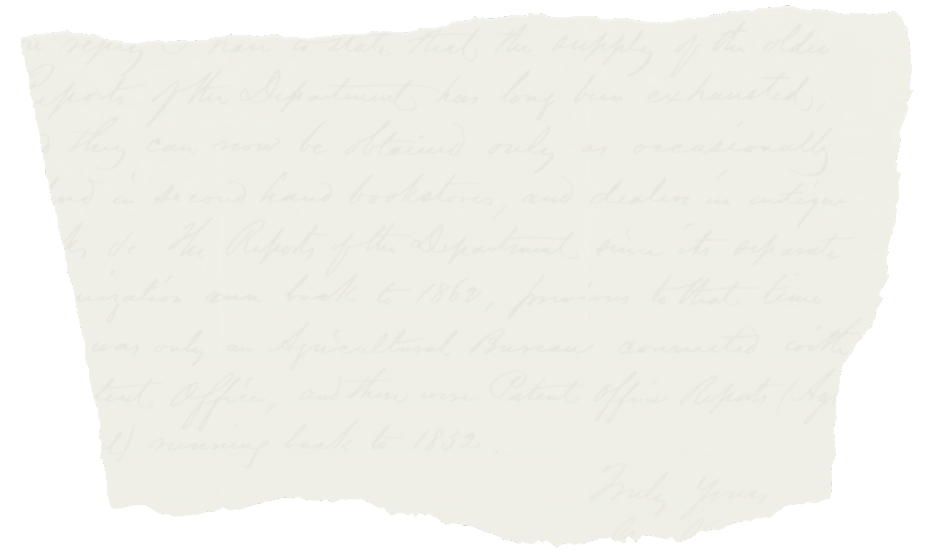 reply I have to state that the supply of the older
Reports of the Department has long been exhausted,
they can now be obtained only as occasionally
in second hand bookstores, and dealers in antique
&c. The Reports of the Department since its separate
run back to 1862, previous to that time
was only an Agricultural Bureau connected with
Office, and there were Patent Office Reports (Ag
running back to 1852.
Truly Yours